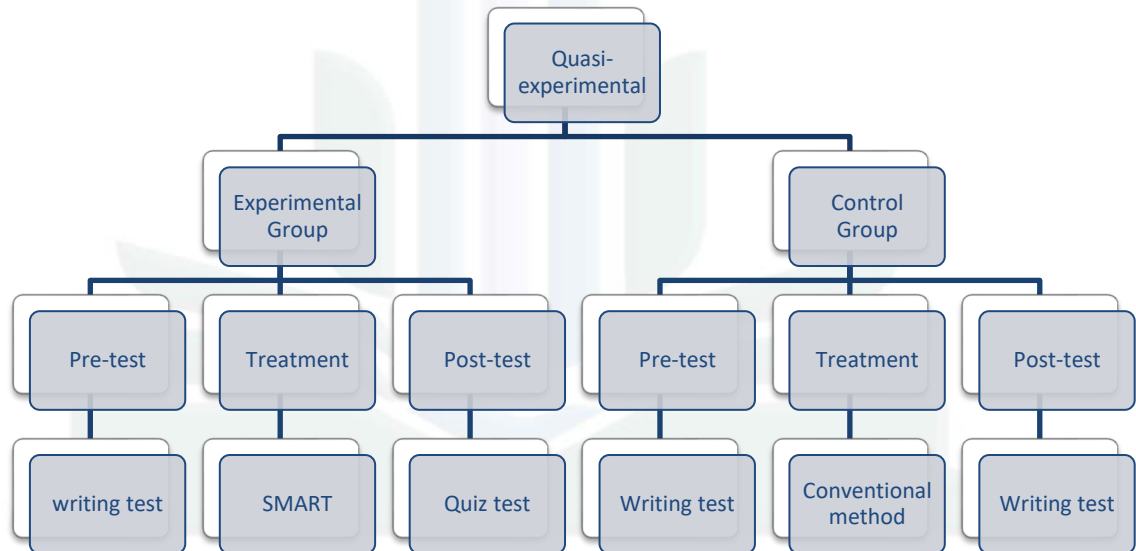 Quasi-
experimental
Experimental
Group
Control
Group
Pre-test
Treatment
Post-test
Pre-test
Treatment
Post-test
writing test
SMART
Quiz test
Writing test
Conventional
method
Writing test